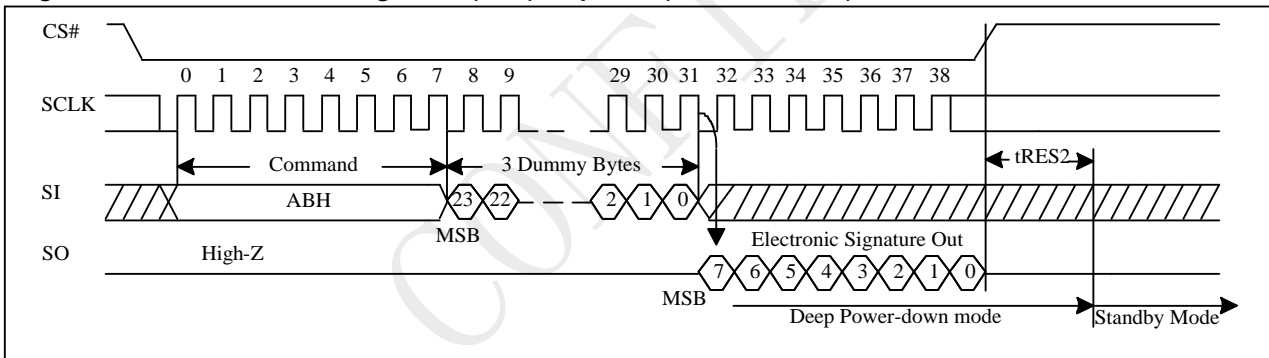 CS#
0 1 2 3 4 5 6 7 8 9 29 30 31 32 33 34 35 36 37 38
SCLK
Command 3 Dummy Bytes tRES2
SI ABH 23 22 2 1 0
MSB Electronic Signature Out
SO High-Z
7 6 5 4 3 2 1 0
MSB
Deep Power-down mode Standby Mode